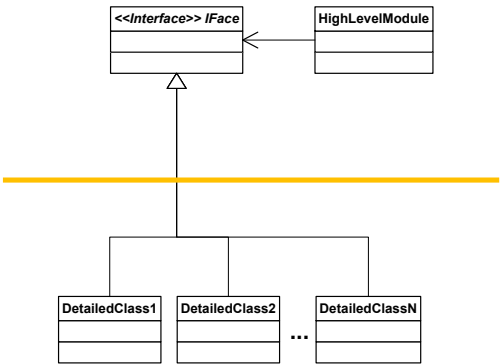 <<Interface>> IFace
HighLevelModule
DetailedClass1
DetailedClass2
...
DetailedClassN